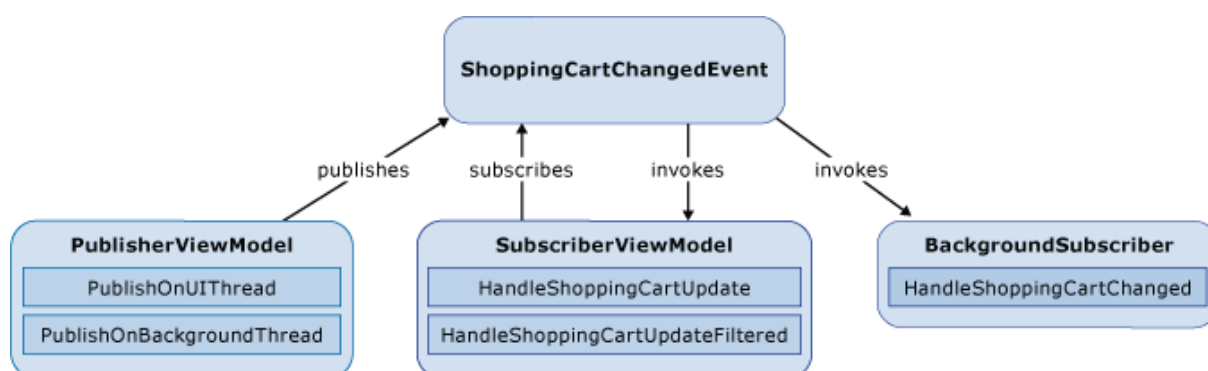 ShoppingCartChangedEvent
publishes
subscribes
invokes
invokes
PublisherViewModel
PublishOnUIThread
PublishOnBackgroundThread
SubscriberViewModel
HandleShoppingCartUpdate
HandleShoppingCartUpdateFiltered
BackgroundSubscriber
HandleShoppingCartChanged